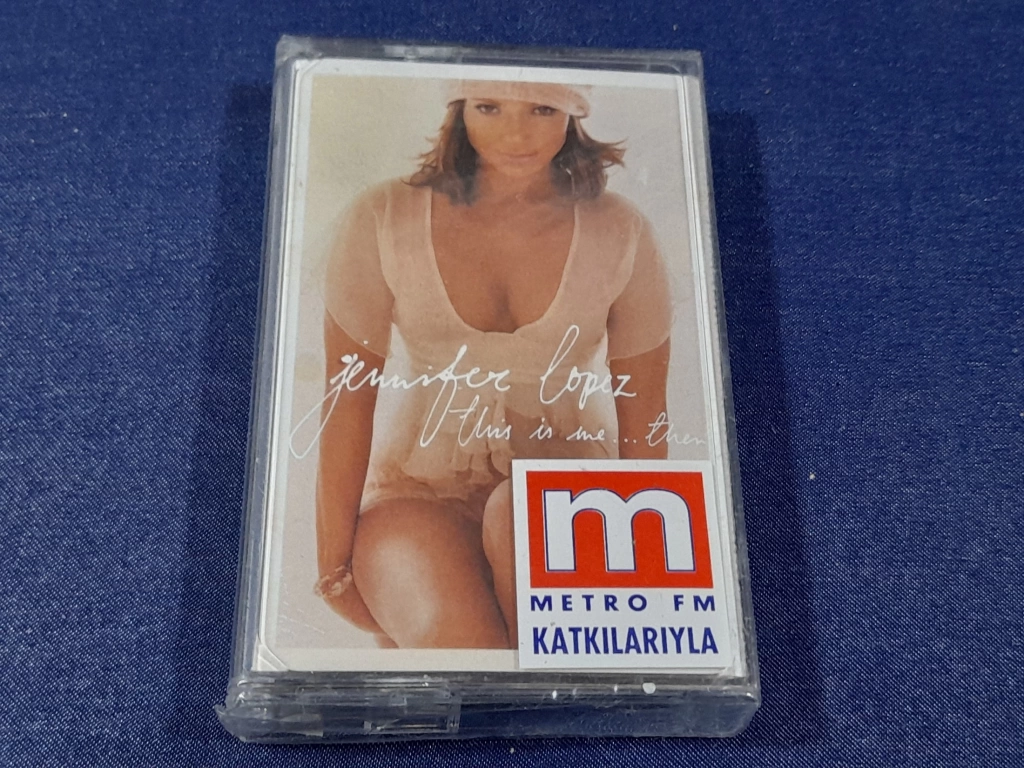 jennifer lopez
this is me... then
m
METRO FM
KATKILARIYLA